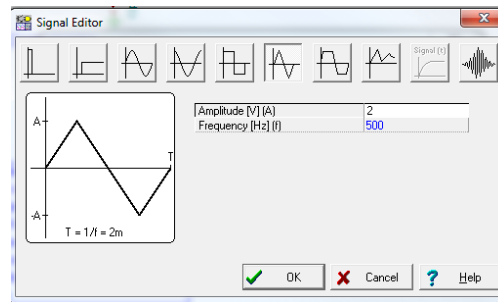 Signal Editor
Signal (t)
Amplitude [V] (A) 2
Frequency [Hz] (f) 500
A
T
-A
T = 1/f = 2m
OK Cancel ? Help